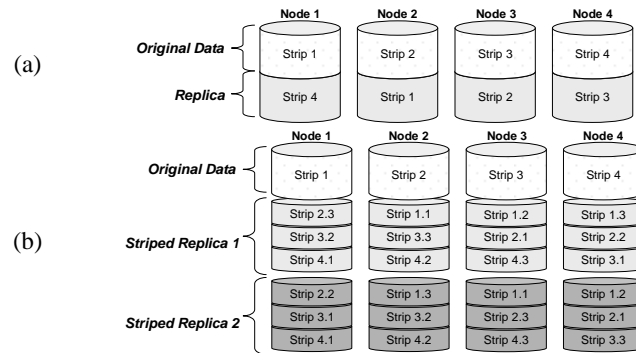 Node 1 Node 2 Node 3 Node 4
Original Data Strip 1 Strip 2 Strip 3 Strip 4
(a)
Replica Strip 4 Strip 1 Strip 2 Strip 3
Node 1 Node 2 Node 3 Node 4
Original Data Strip 1 Strip 2 Strip 3 Strip 4
Strip 2.3 Strip 1.1 Strip 1.2 Strip 1.3
(b) Striped Replica 1 Strip 3.2 Strip 3.3 Strip 2.1 Strip 2.2
Strip 4.1 Strip 4.2 Strip 4.3 Strip 3.1
Strip 2.2 Strip 1.3 Strip 1.1 Strip 1.2
Striped Replica 2 Strip 3.1 Strip 3.2 Strip 2.3 Strip 2.1
Strip 4.1 Strip 4.2 Strip 4.3 Strip 3.3